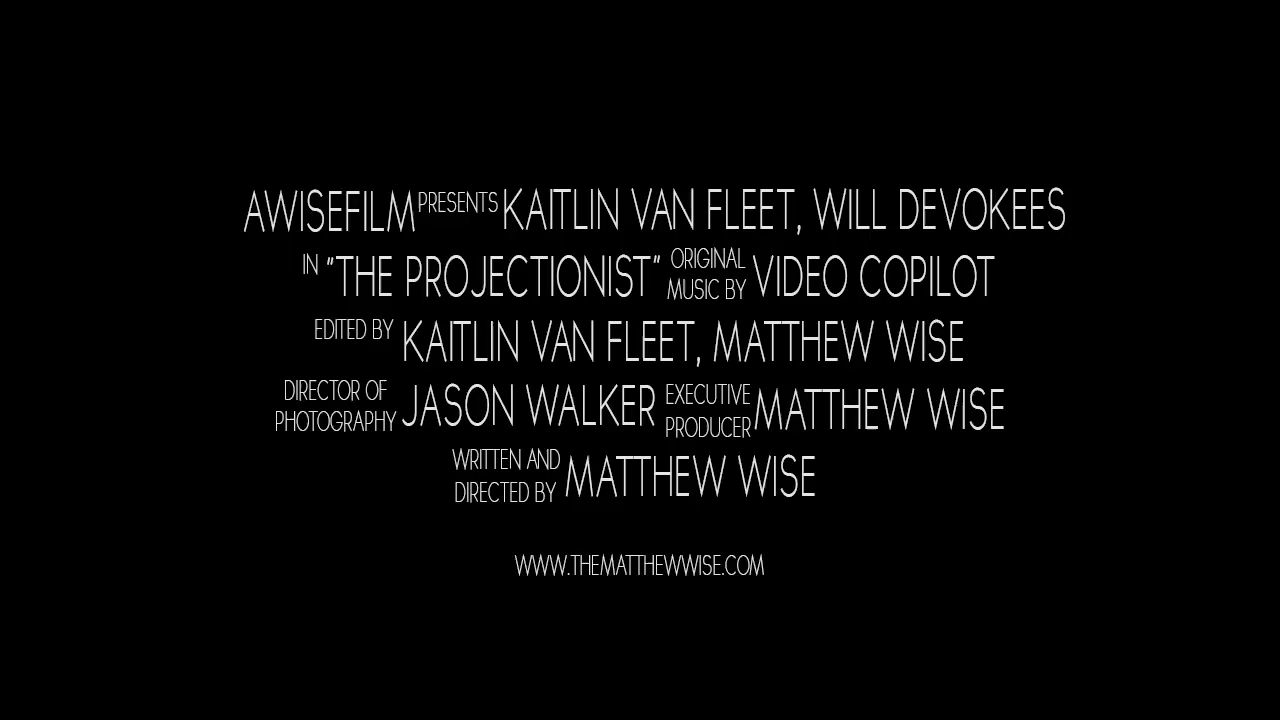 AWISEFILM PRESENTS KAITLIN VAN FLEET, WILL DEVOKEES
IN "THE PROJECTIONIST" ORIGINAL MUSIC BY VIDEO COPILOT
EDITED BY KAITLIN VAN FLEET, MATTHEW WISE
DIRECTOR OF PHOTOGRAPHY JASON WALKER EXECUTIVE PRODUCER MATTHEW WISE
WRITTEN AND DIRECTED BY MATTHEW WISE
WWW.THEMATTHEWWISE.COM